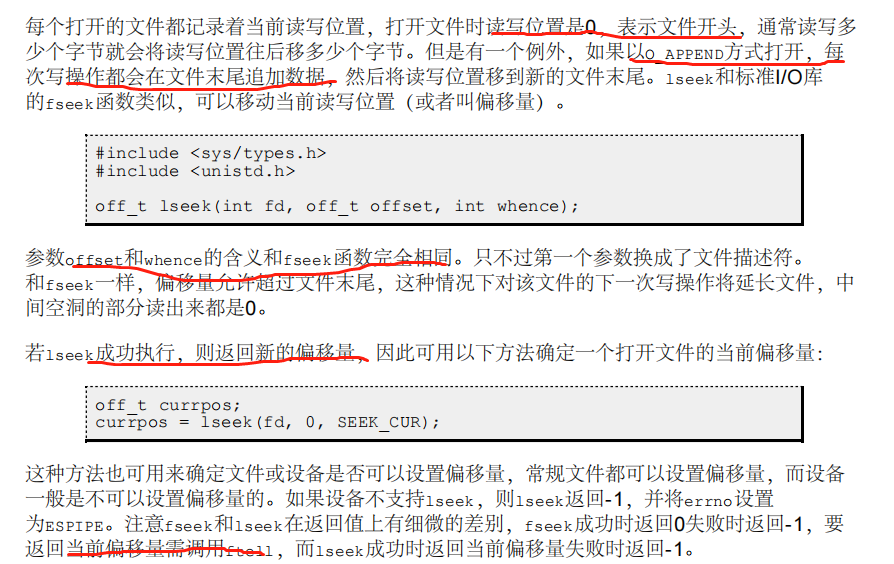 每个打开的文件都记录着当前读写位置，打开文件时读写位置是0，表示文件开头，通常读写多
少个字节就会将读写位置往后移多少个字节。但是有一个例外，如果以O_APPEND方式打开，每
次写操作都会在文件末尾追加数据，然后将读写位置移到新的文件末尾。lseek和标准I/O库
的fseek函数类似，可以移动当前读写位置（或者叫偏移量）。
#include <sys/types.h>
#include <unistd.h>
off_t lseek(int fd, off_t offset, int whence);
参数offset和whence的含义和fseek函数完全相同。只不过第一个参数换成了文件描述符。
和fseek一样，偏移量允许超过文件末尾，这种情况下对该文件的下一次写操作将延长文件，中
间空洞的部分读出来都是0。
若lseek成功执行，则返回新的偏移量，因此可用以下方法确定一个打开文件的当前偏移量：
off_t currpos;
currpos = lseek(fd, 0, SEEK_CUR);
这种方法也可用来确定文件或设备是否可以设置偏移量，常规文件都可以设置偏移量，而设备
一般是不可以设置偏移量的。如果设备不支持lseek，则lseek返回-1，并将errno设置
为ESPIPE。注意fseek和lseek在返回值上有细微的差别，fseek成功时返回0失败时返回-1，要
返回当前偏移量需调用ftell，而lseek成功时返回当前偏移量失败时返回-1。